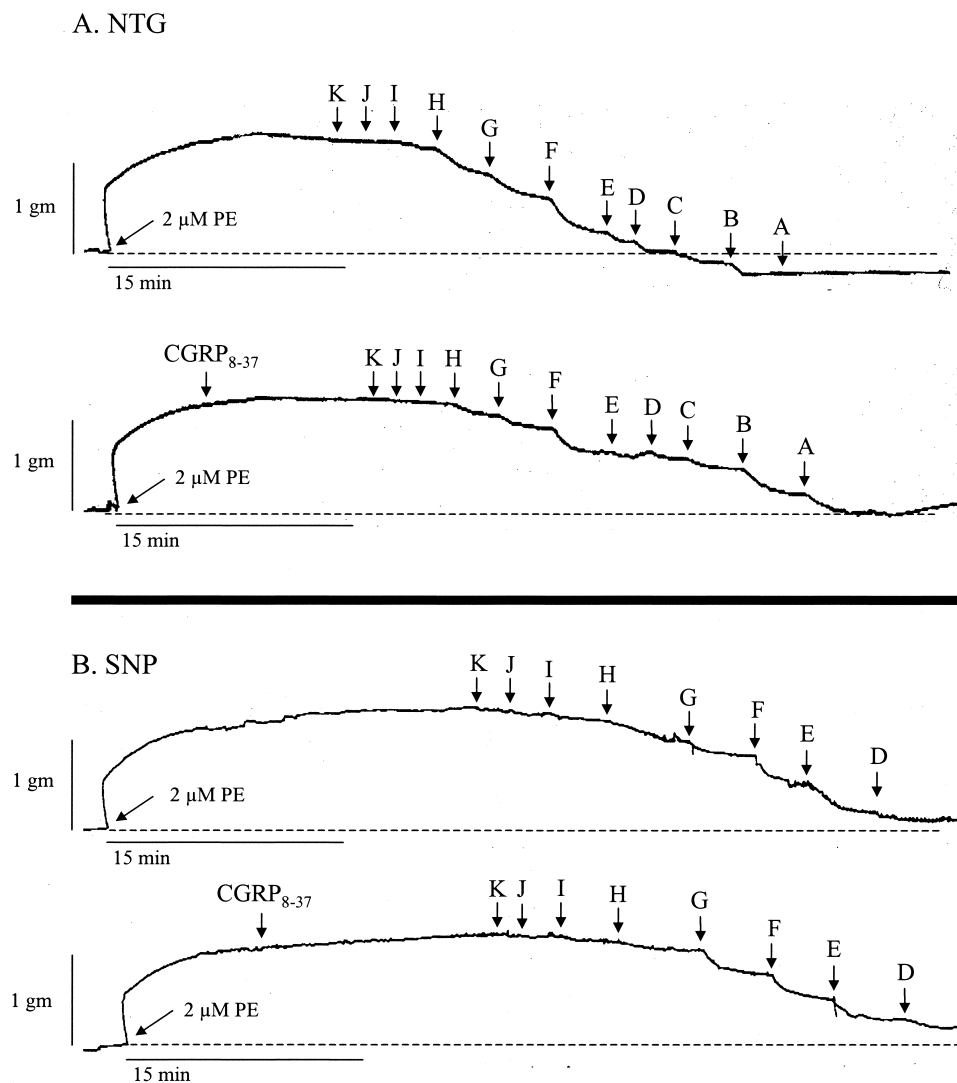 A. NTG
K J I H G F E D C B A
1 gm
2 μM PE
15 min
CGRP8-37
K J I H G F E D C B A
1 gm
2 μM PE
15 min
B. SNP
K J I H G F E D
1 gm
2 μM PE
15 min
CGRP8-37
K J I H G F E D
1 gm
2 μM PE
15 min